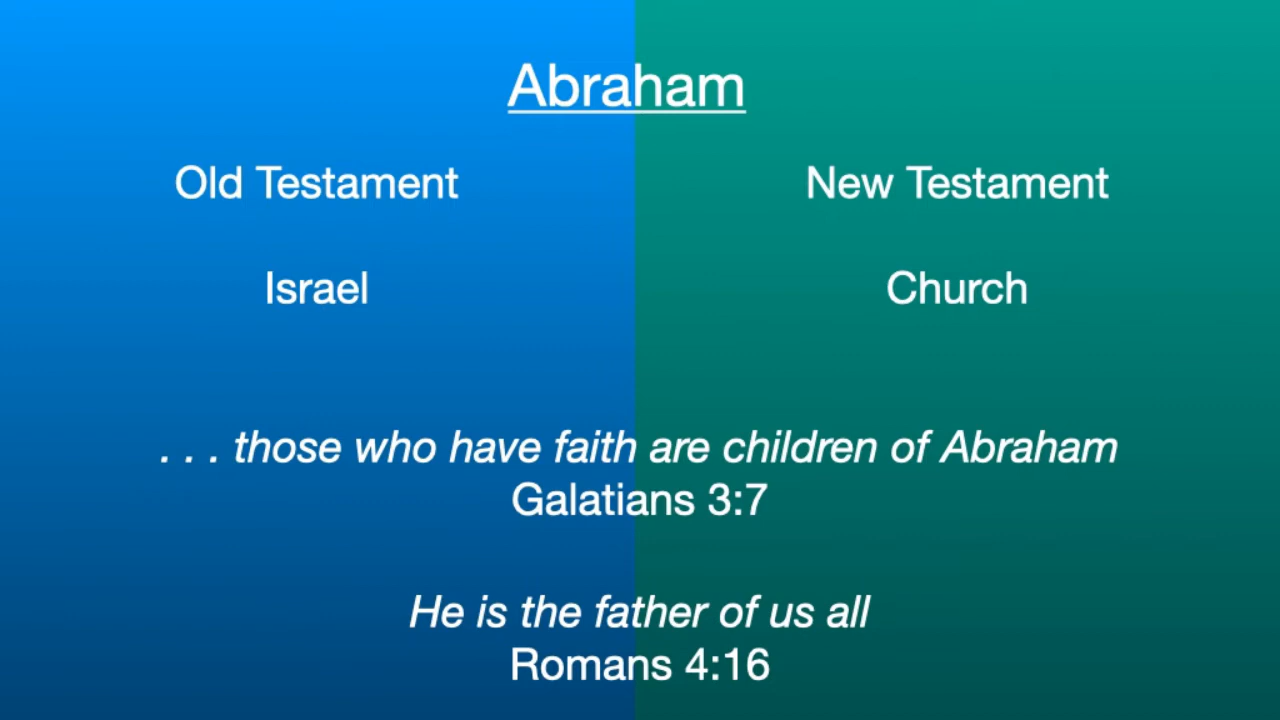 Abraham
Old Testament
New Testament
Israel
Church
. . . those who have faith are children of Abraham
Galatians 3:7
He is the father of us all
Romans 4:16